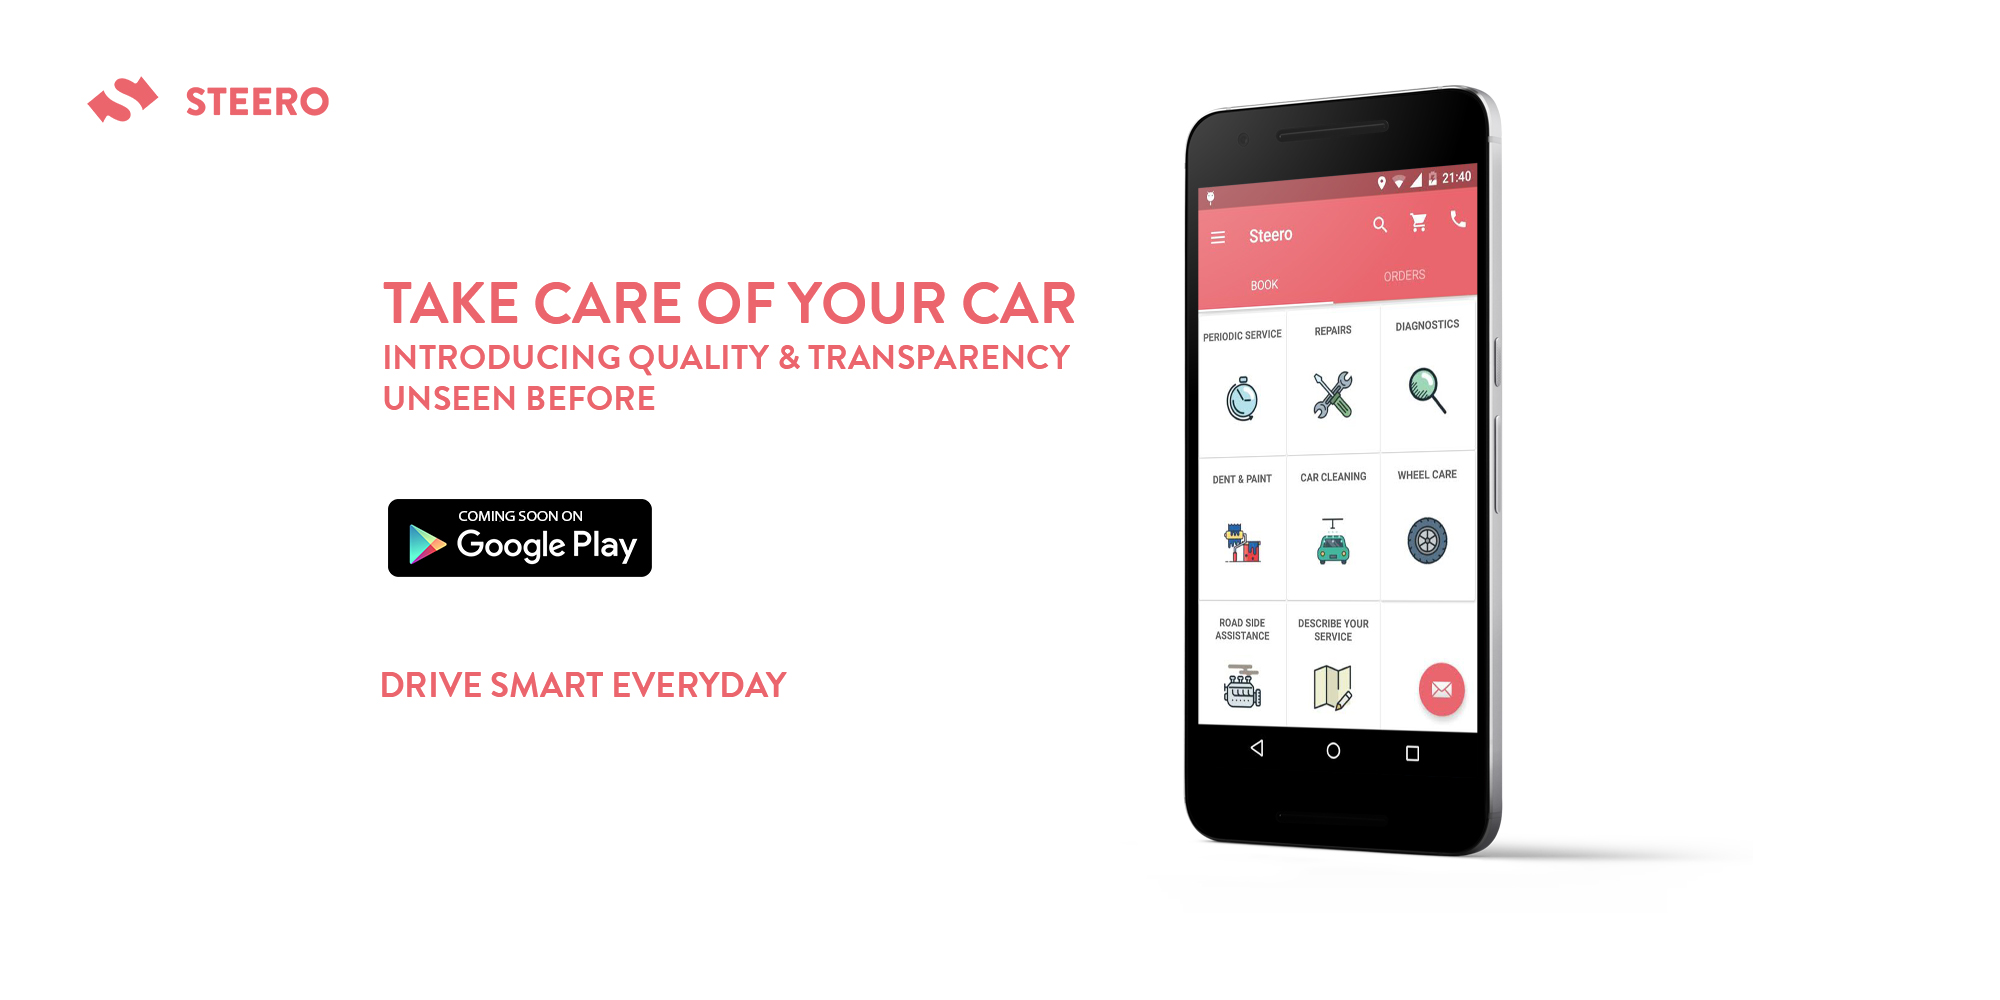 STEERO
TAKE CARE OF YOUR CAR
INTRODUCING QUALITY & TRANSPARENCY
UNSEEN BEFORE
COMING SOON ON
Google Play
DRIVE SMART EVERYDAY
21:40
Steero
BOOK
ORDERS
PERIODIC SERVICE
REPAIRS
DIAGNOSTICS
DENT & PAINT
CAR CLEANING
WHEEL CARE
ROAD SIDE
ASSISTANCE
DESCRIBE YOUR
SERVICE